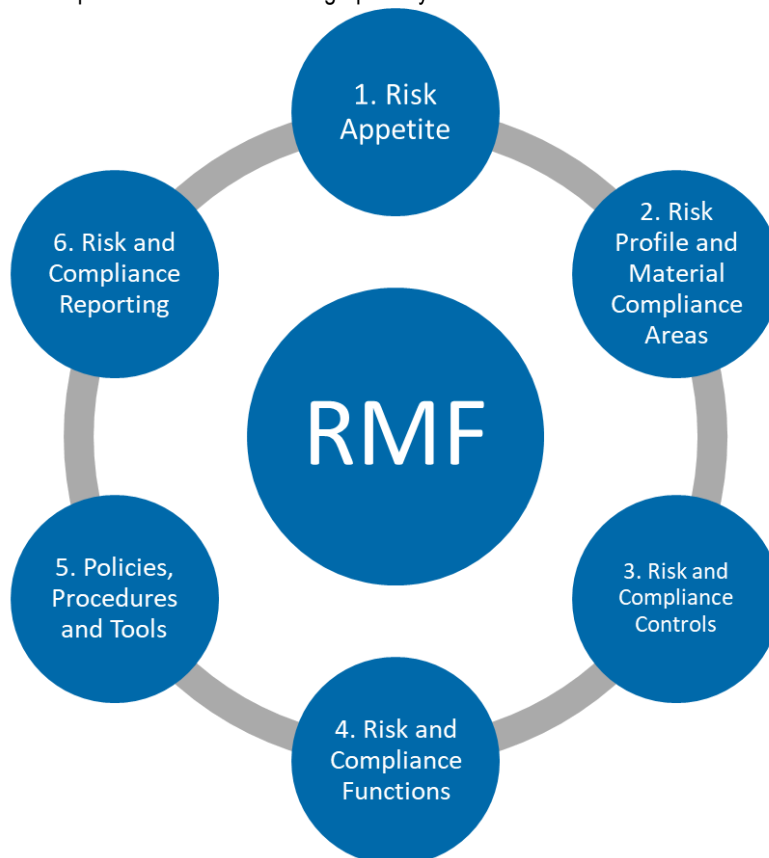 1. Risk
Appetite
2. Risk
Profile and
Material
Compliance
Areas
6. Risk and
Compliance
Reporting
RMF
5. Policies,
Procedures
and Tools
3. Risk and
Compliance
Controls
4. Risk and
Compliance
Functions